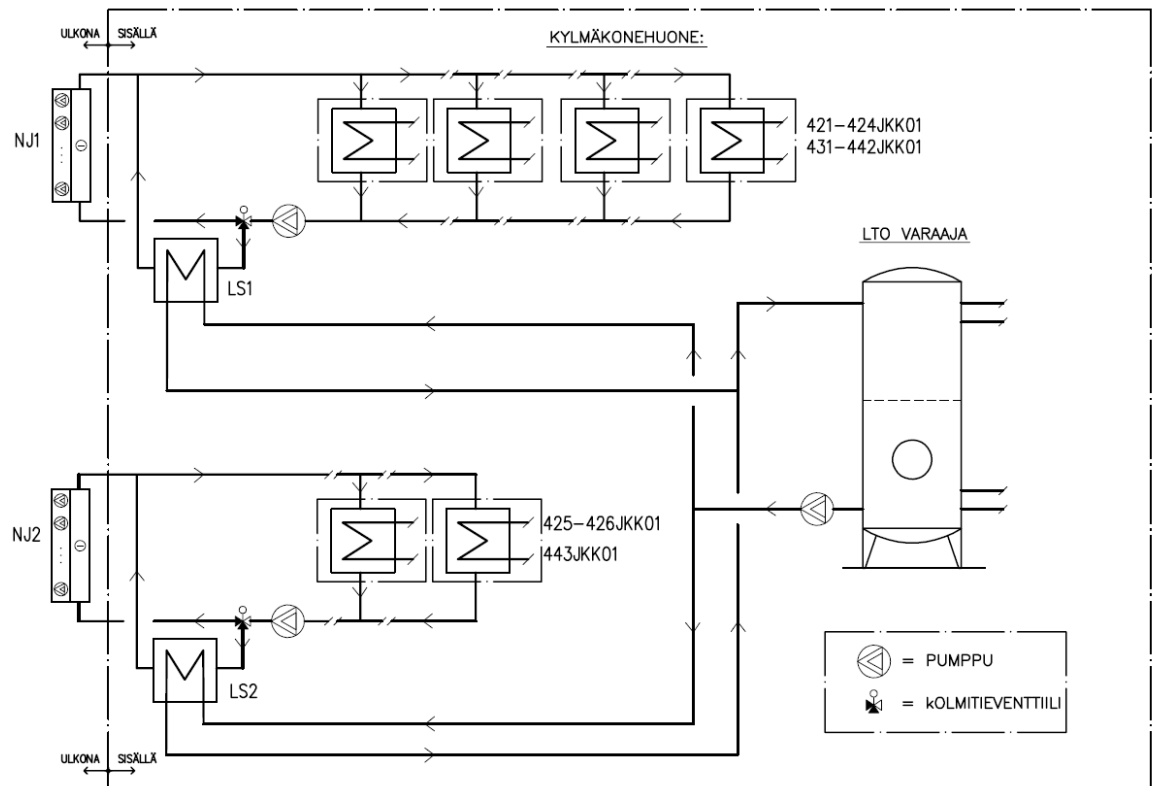 ULKONA SISÄLLÄ
KYLMÄKONEHUONE:
NJ1
421-424JKK01
431-442JKK01
LTO VARAAJA
LS1
NJ2
425-426JKK01
443JKK01
LS2
= PUMPPU
= kOLMITIEVENTTIILI
ULKONA SISÄLLÄ